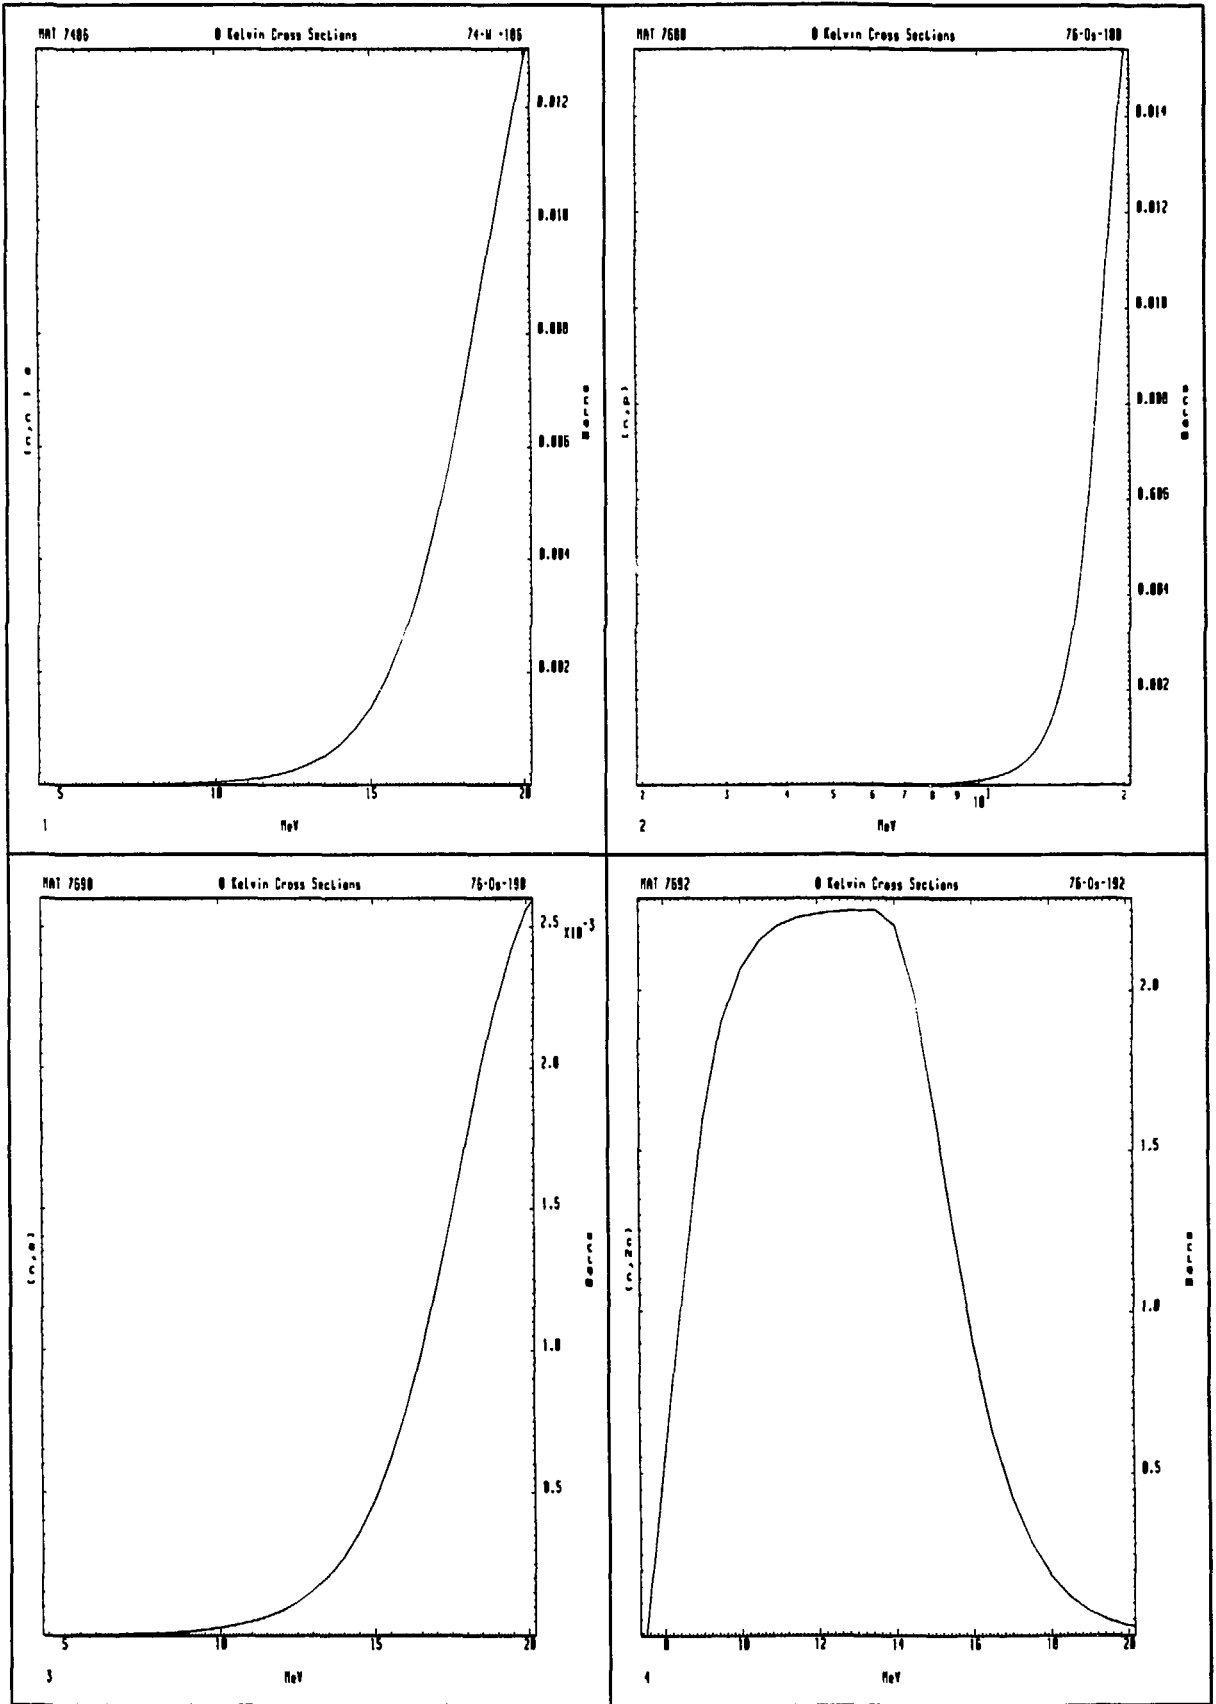 MAT 7486 0 Kelvin Cross Sections 74-W -186
0.012
0.010
0.008
0.006
0.004
0.002
Barns
5 10 15 20
1 MeV
MAT 7680 0 Kelvin Cross Sections 76-Os-188
(n,p)
0.014
0.012
0.010
0.008
0.006
0.004
0.002
Barns
2 3 4 5 6 7 8 9 10¹ 2
2 MeV
MAT 7690 0 Kelvin Cross Sections 76-Os-190
(n,a)
2.5 X10⁻³
2.0
1.5
1.0
0.5
Barns
5 10 15 20
3 MeV
MAT 7692 0 Kelvin Cross Sections 76-Os-192
(n,2n)
2.0
1.5
1.0
0.5
Barns
8 10 12 14 16 18 20
4 MeV